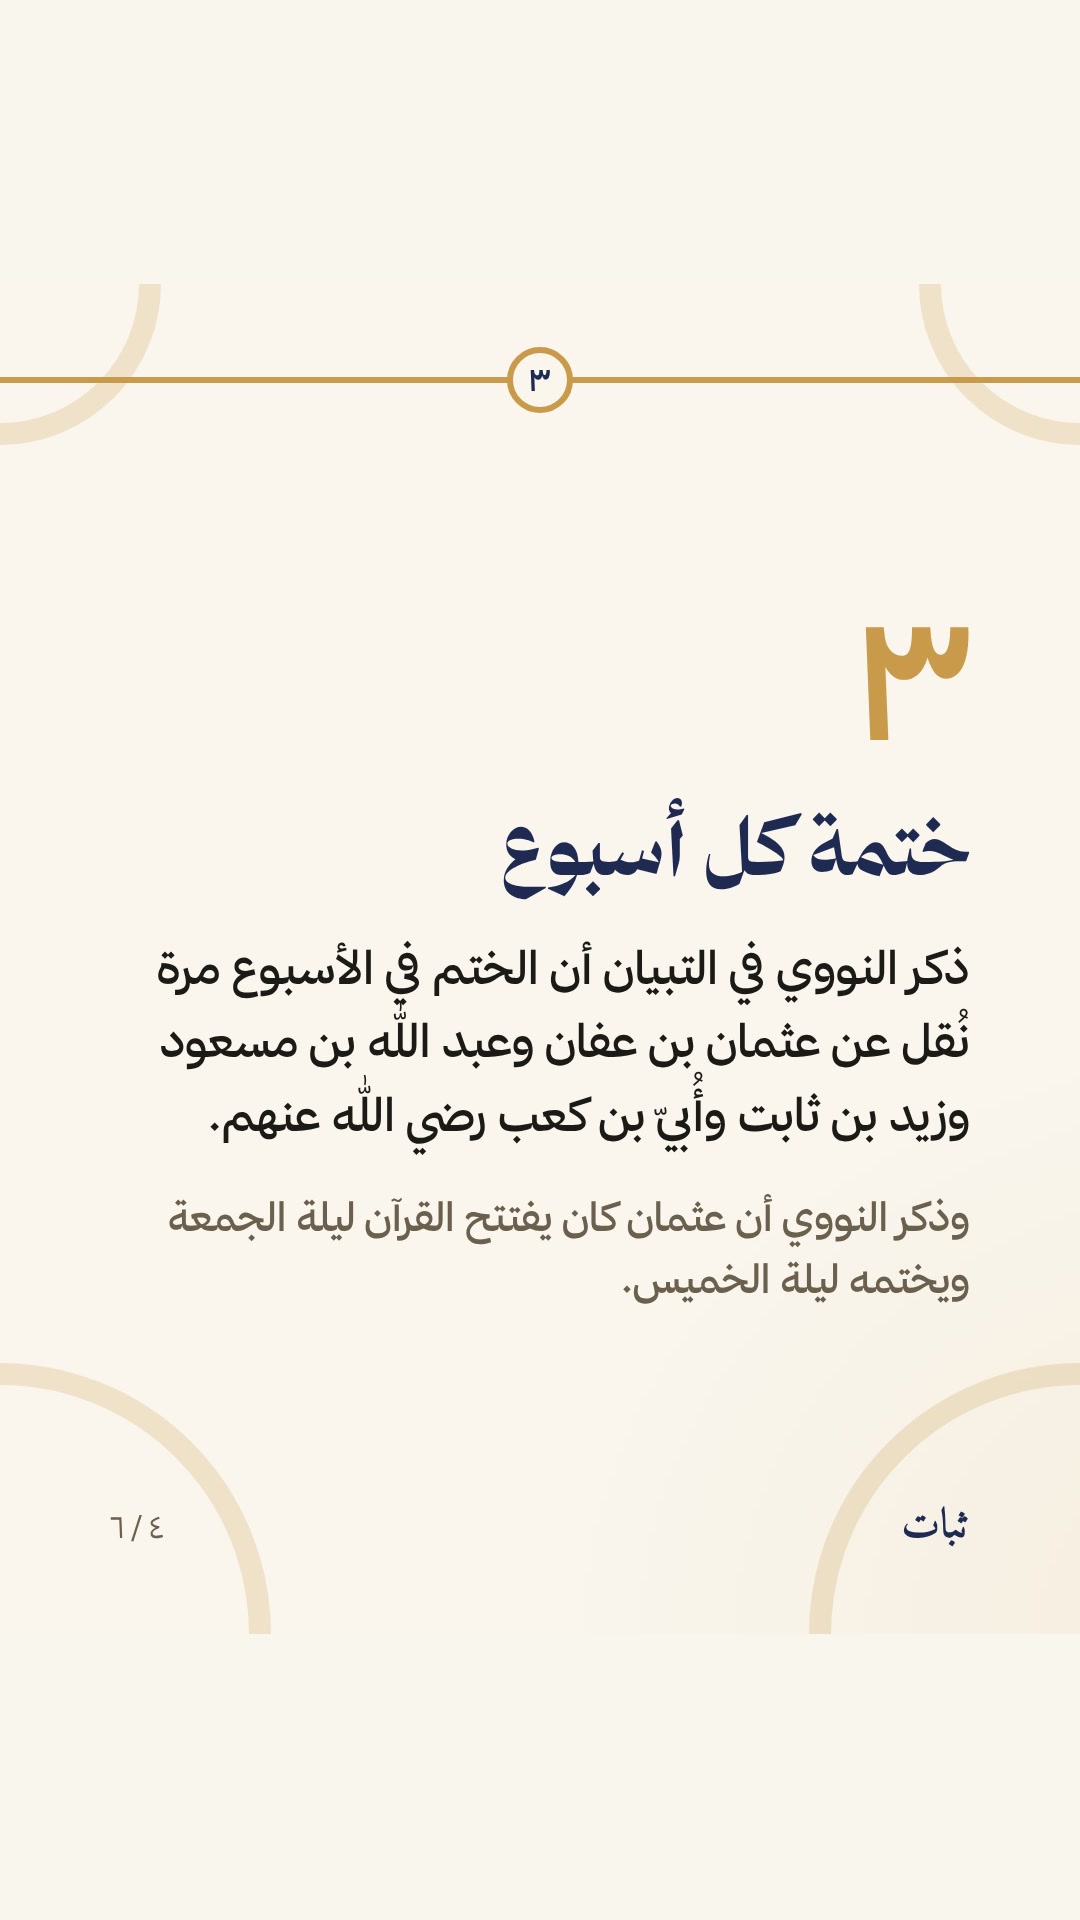 ٣
٣
ختمة كل أسبوع
ذكر النووي في التبيان أن الختم في الأسبوع مرة
نُقل عن عثمان بن عفان وعبد الله بن مسعود
وزيد بن ثابت وأُبيّ بن كعب رضي الله عنهم.
وذكر النووي أن عثمان كان يفتتح القرآن ليلة الجمعة
ويختمه ليلة الخميس.
ثبات
٤ / ٦